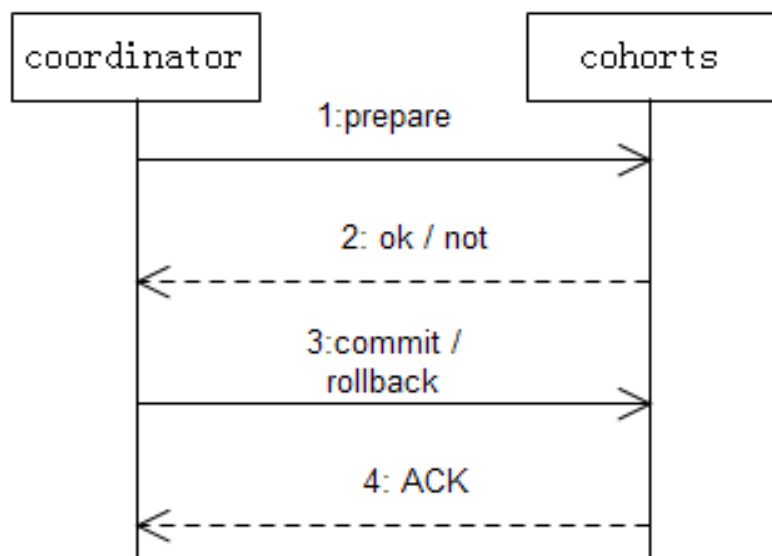 coordinator
cohorts
1:prepare
2: ok / not
3:commit /
rollback
4: ACK